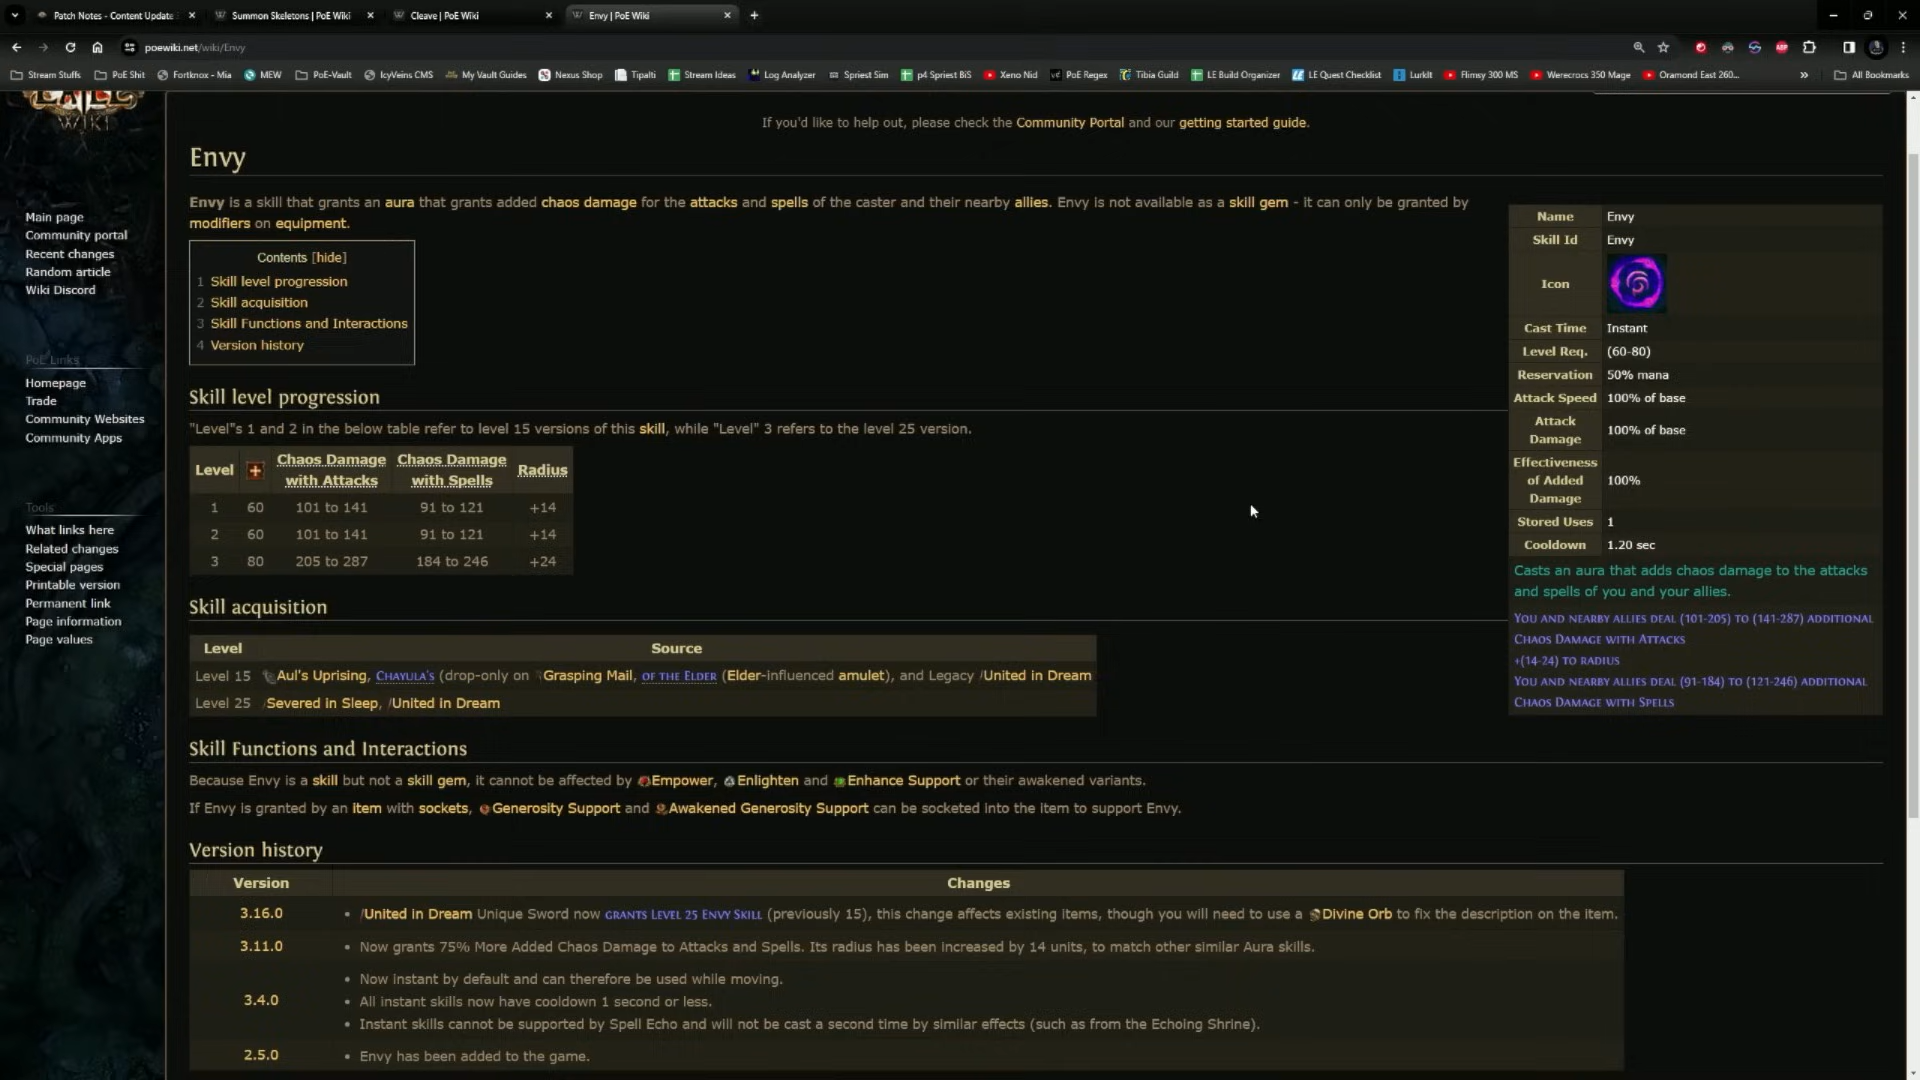 Patch Notes - Content Update
Summon Skeletons | PoE Wiki
Cleave | PoE Wiki
Envy | PoE Wiki
poewiki.net/wiki/Envy
Stream Stuffs
PoE Shit
Fortknox - Mia
MEW
PoE-Vault
IcyVeins CMS
My Vault Guides
Nexus Shop
Tipalti
Stream Ideas
Log Analyzer
Spriest Sim
p4 Spriest BiS
Xeno Nid
PoE Regex
Tibia Guild
LE Build Organizer
LE Quest Checklist
LurkIt
Flimsy 300 MS
Werecrocs 350 Mage
Oramond East 260...
All Bookmarks
WIKI
If you'd like to help out, please check the Community Portal and our getting started guide.
Main page
Community portal
Recent changes
Random article
Wiki Discord
PoE Links
Homepage
Trade
Community Websites
Community Apps
Tools
What links here
Related changes
Special pages
Printable version
Permanent link
Page information
Page values
Envy
Envy is a skill that grants an aura that grants added chaos damage for the attacks and spells of the caster and their nearby allies. Envy is not available as a skill gem - it can only be granted by
modifiers on equipment.
Contents [hide]
1 Skill level progression
2 Skill acquisition
3 Skill Functions and Interactions
4 Version history
Skill level progression
"Level"s 1 and 2 in the below table refer to level 15 versions of this skill, while "Level" 3 refers to the level 25 version.
Level Chaos Damage with Attacks Chaos Damage with Spells Radius
1 60 101 to 141 91 to 121 +14
2 60 101 to 141 91 to 121 +14
3 80 205 to 287 184 to 246 +24
Skill acquisition
Level Source
Level 15 Aul's Uprising, Chayula's (drop-only on Grasping Mail, of the Elder (Elder-influenced amulet), and Legacy United in Dream
Level 25 Severed in Sleep, United in Dream
Skill Functions and Interactions
Because Envy is a skill but not a skill gem, it cannot be affected by Empower, Enlighten and Enhance Support or their awakened variants.
If Envy is granted by an item with sockets, Generosity Support and Awakened Generosity Support can be socketed into the item to support Envy.
Version history
Version Changes
3.16.0 • United in Dream Unique Sword now grants Level 25 Envy Skill (previously 15), this change affects existing items, though you will need to use a Divine Orb to fix the description on the item.
3.11.0 • Now grants 75% More Added Chaos Damage to Attacks and Spells. Its radius has been increased by 14 units, to match other similar Aura skills.
• Now instant by default and can therefore be used while moving.
3.4.0 • All instant skills now have cooldown 1 second or less.
• Instant skills cannot be supported by Spell Echo and will not be cast a second time by similar effects (such as from the Echoing Shrine).
2.5.0 • Envy has been added to the game.
Name Envy
Skill Id Envy
Icon
Cast Time Instant
Level Req. (60-80)
Reservation 50% mana
Attack Speed 100% of base
Attack Damage 100% of base
Effectiveness of Added Damage 100%
Stored Uses 1
Cooldown 1.20 sec
Casts an aura that adds chaos damage to the attacks
and spells of you and your allies.
You and nearby allies deal (101-205) to (141-287) additional
Chaos Damage with Attacks
+(14-24) to radius
You and nearby allies deal (91-184) to (121-246) additional
Chaos Damage with Spells